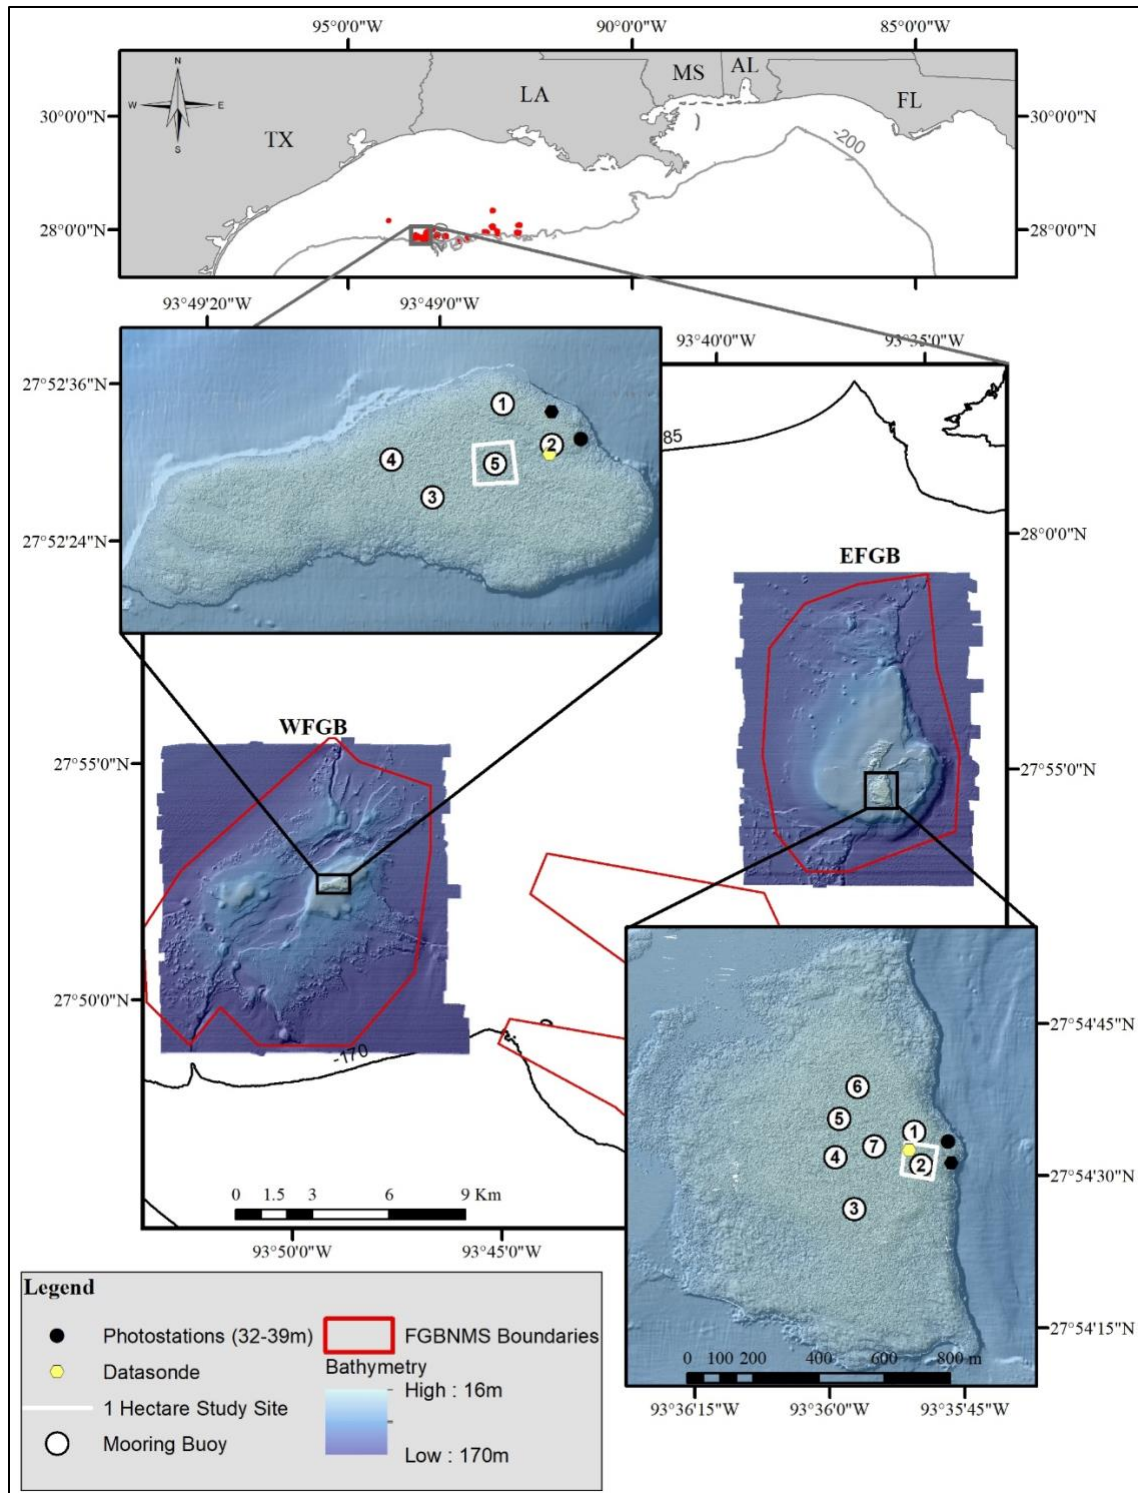 95°0'0"W 90°0'0"W 85°0'0"W
N
W E
S
MS AL
LA
FL
TX
30°0'0"N 30°0'0"N
-200
28°0'0"N 28°0'0"N
93°49'20"W 93°49'0"W
93°40'0"W 93°35'0"W
27°52'36"N
1
2
4 5
3
85
27°52'24"N
28°0'0"N
EFGB
WFGB
27°55'0"N 27°55'0"N
27°50'0"N
-170
27°54'45"N
6
5
1
7
4 2
27°54'30"N
3
0 1.5 3 6 9 Km
93°50'0"W 93°45'0"W
27°54'15"N
0 100 200 400 600 800 m
93°36'15"W 93°36'0"W 93°35'45"W
Legend
Photostations (32-39m)
Datasonde
1 Hectare Study Site
Mooring Buoy
FGBNMS Boundaries
Bathymetry
High : 16m
Low : 170m